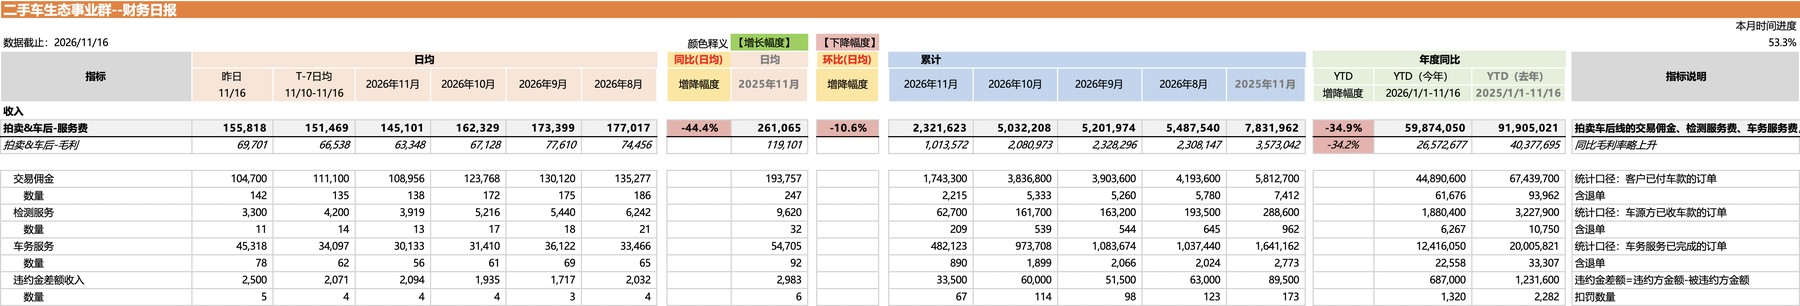 二手车生态事业群--财务日报
本月时间进度
数据截止：2026/11/16 颜色释义 【增长幅度】 【下降幅度】 53.3%
指标 日均 同比(日均) 日均 环比(日均) 累计 年度同比 指标说明
昨日 T-7日均 2026年11月 2026年10月 2026年9月 2026年8月 增降幅度 2025年11月 增降幅度 2026年11月 2026年10月 2026年9月 2026年8月 2025年11月 YTD YTD（今年） YTD（去年）
11/16 11/10-11/16 增降幅度 2026/1/1-11/16 2025/1/1-11/16
收入
拍卖&车后-服务费 155,818 151,469 145,101 162,329 173,399 177,017 -44.4% 261,065 -10.6% 2,321,623 5,032,208 5,201,974 5,487,540 7,831,962 -34.9% 59,874,050 91,905,021 拍卖车后线的交易佣金、检测服务费、车务服务费,
拍卖&车后-毛利 69,701 66,538 63,348 67,128 77,610 74,456 119,101 1,013,572 2,080,973 2,328,296 2,308,147 3,573,042 -34.2% 26,572,677 40,377,695 同比毛利率略上升
交易佣金 104,700 111,100 108,956 123,768 130,120 135,277 193,757 1,743,300 3,836,800 3,903,600 4,193,600 5,812,700 44,890,600 67,439,700 统计口径：客户已付车款的订单
数量 142 135 138 172 175 186 247 2,215 5,333 5,260 5,780 7,412 61,676 93,962 含退单
检测服务 3,300 4,200 3,919 5,216 5,440 6,242 9,620 62,700 161,700 163,200 193,500 288,600 1,880,400 3,227,900 统计口径：车源方已收车款的订单
数量 11 14 13 17 18 21 32 209 539 544 645 962 6,267 10,750 含退单
车务服务 45,318 34,097 30,133 31,410 36,122 33,466 54,705 482,123 973,708 1,083,674 1,037,440 1,641,162 12,416,050 20,005,821 统计口径：车务服务已完成的订单
数量 78 62 56 61 69 65 92 890 1,899 2,066 2,024 2,773 22,558 33,307 含退单
违约金差额收入 2,500 2,071 2,094 1,935 1,717 2,032 2,983 33,500 60,000 51,500 63,000 89,500 687,000 1,231,600 违约金差额=违约方金额-被违约方金额
数量 5 4 4 4 3 4 6 67 114 98 123 173 1,320 2,282 扣罚数量